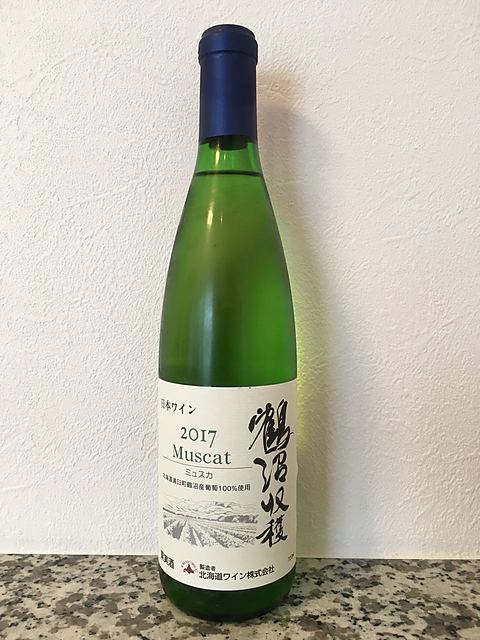 日本ワイン
2017
Muscat
ミュスカ
北海道浦臼町鶴沼産葡萄100%使用
鶴沼収穫
果実酒
製造者
北海道ワイン株式会社